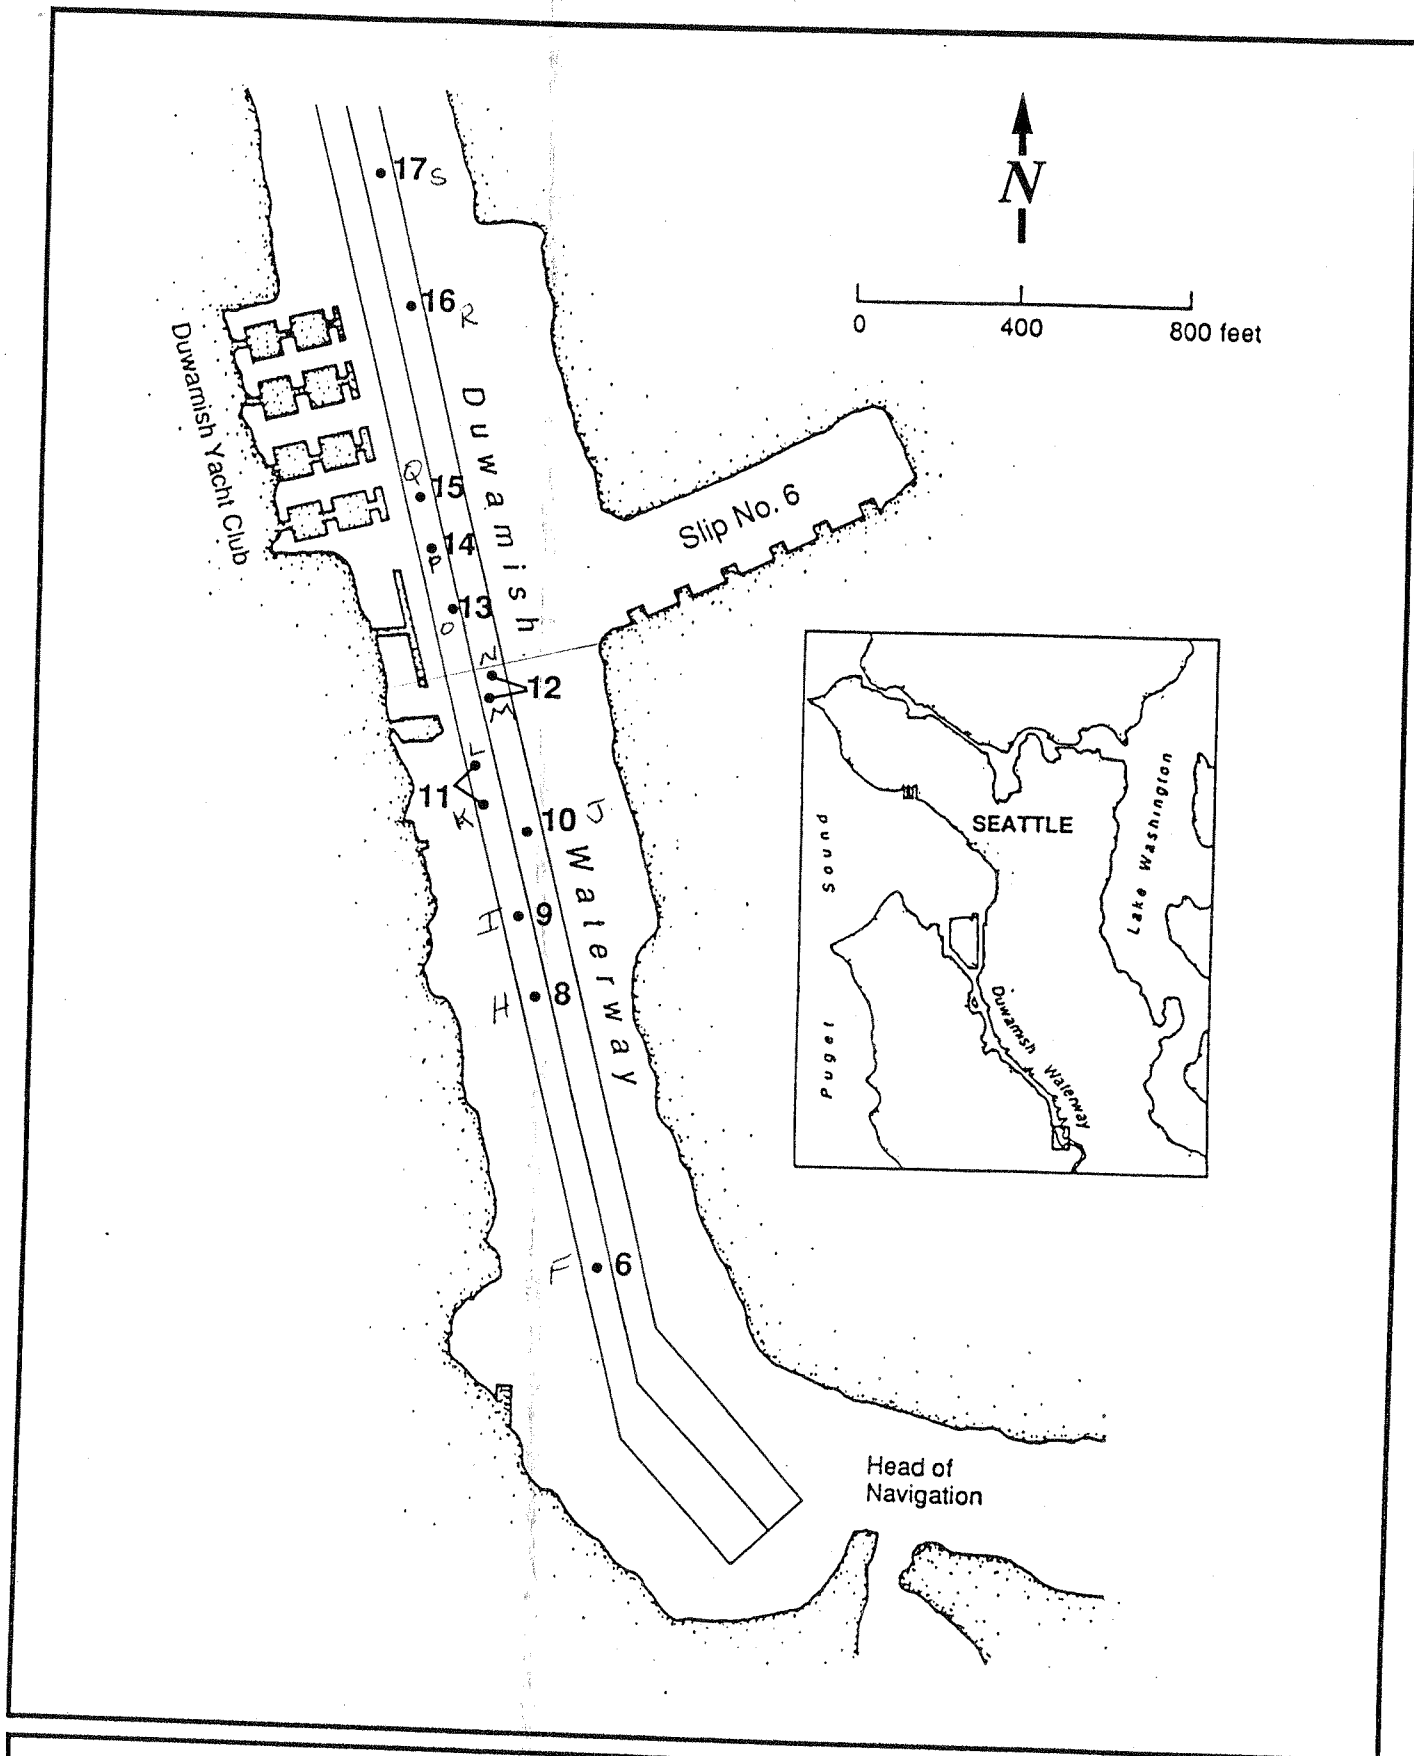 17 S
N
16 R
0 400 800 feet
Duwamish Yacht Club
Duwamish
Q
15
Slip No. 6
14
P
13
O
N
12
M
L
11
K
10 J
Waterway
I 9
H 8
F 6
SEATTLE
Lake Washington
Puget Sound
Duwamish Waterway
Head of
Navigation